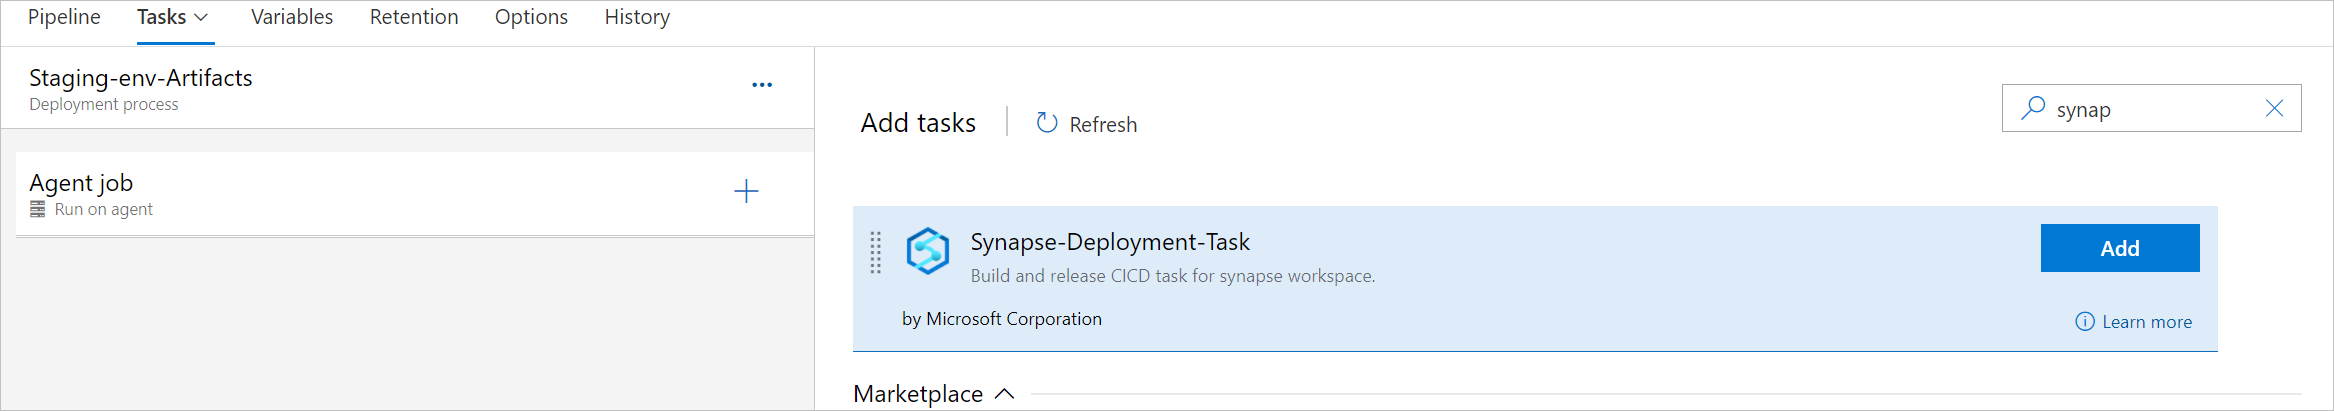 Pipeline Tasks Variables Retention Options History
Staging-env-Artifacts
Deployment process
Agent job
Run on agent
Add tasks Refresh synap
Synapse-Deployment-Task
Add
Build and release CICD task for synapse workspace.
by Microsoft Corporation
Learn more
Marketplace